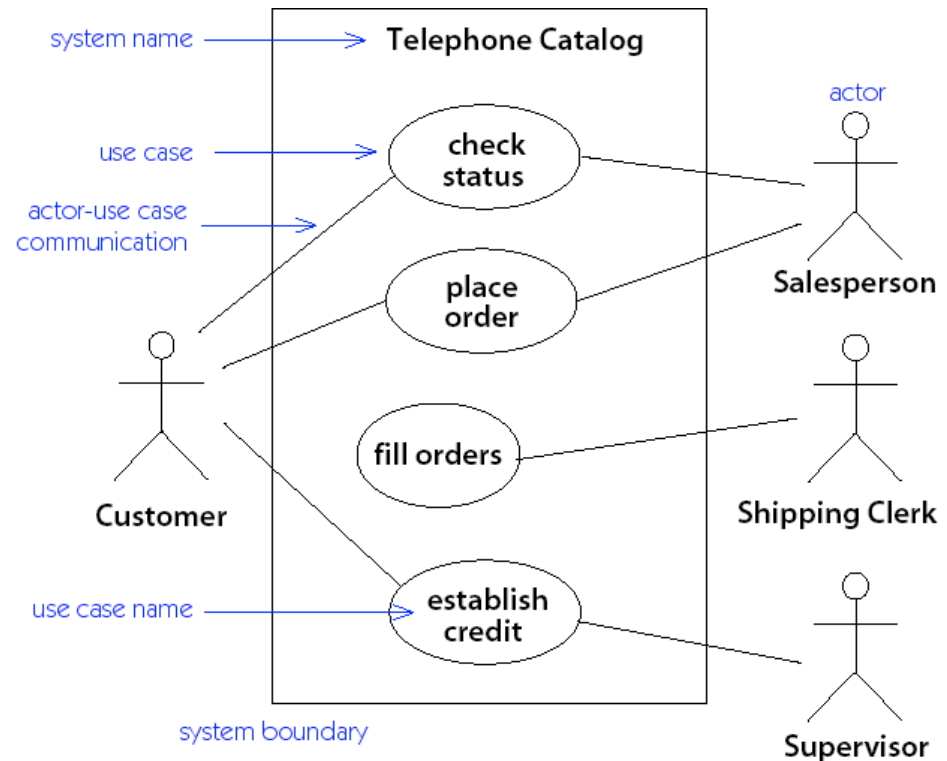 system name
Telephone Catalog
actor
use case
check
status
actor-use case
communication
Salesperson
place
order
Customer
fill orders
Shipping Clerk
use case name
establish
credit
system boundary
Supervisor